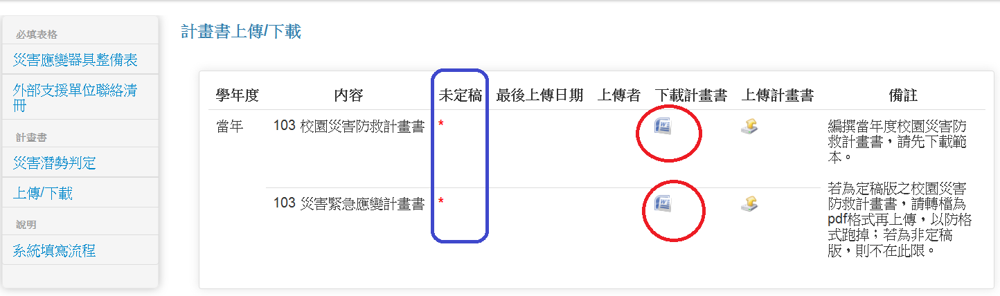 必填表格
災害應變器具整備表
外部支援單位聯絡清
冊
計畫書
災害潛勢判定
上傳/下載
說明
系統填寫流程
計畫書上傳/下載
學年度 內容 未定稿 最後上傳日期 上傳者 下載計畫書 上傳計畫書 備註
當年 103 校園災害防救計畫書 *
編撰當年度校園災害防
救計畫書，請先下載範
本。
103 災害緊急應變計畫書 *
若為定稿版之校園災害
防救計畫書，請轉檔為
pdf格式再上傳，以防格
式跑掉；若為非定稿
版，則不在此限。